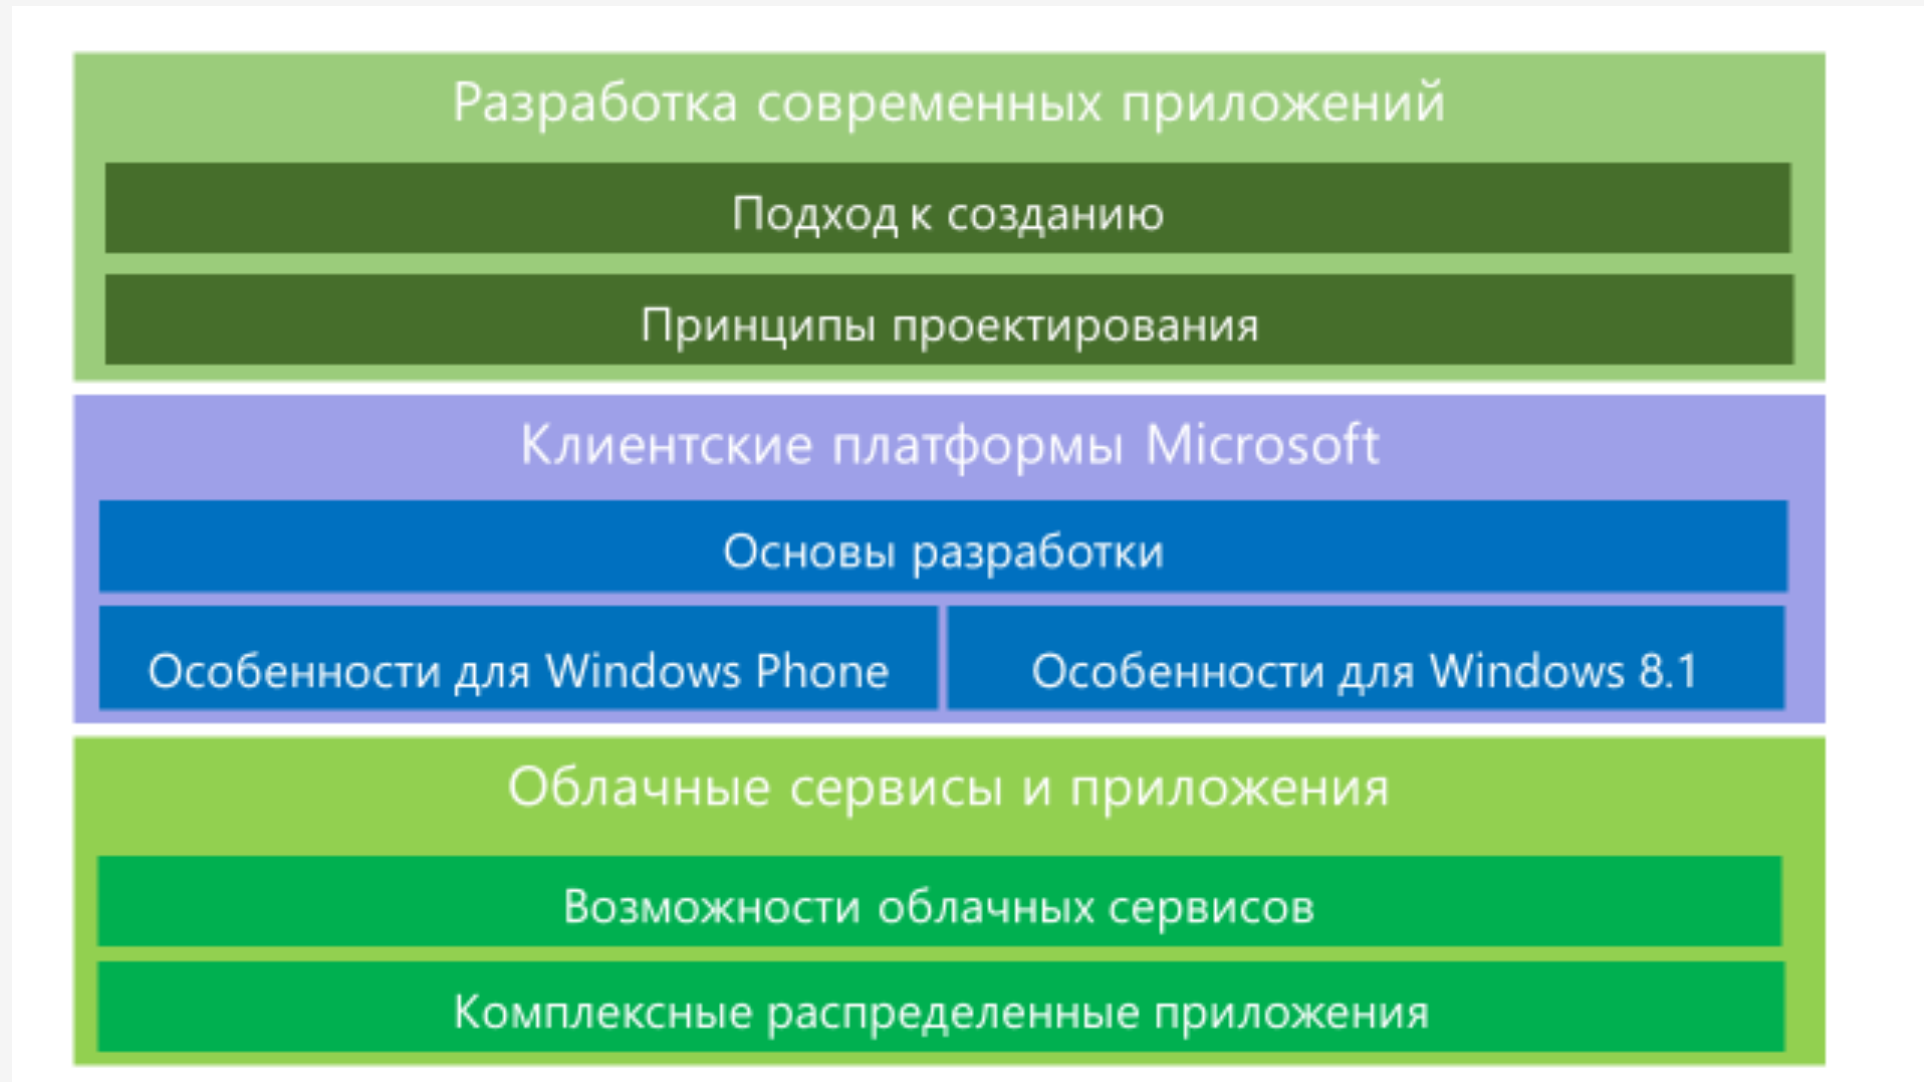 Разработка современных приложений
Подход к созданию
Принципы проектирования
Клиентские платформы Microsoft
Основы разработки
Особенности для Windows Phone
Особенности для Windows 8.1
Облачные сервисы и приложения
Возможности облачных сервисов
Комплексные распределенные приложения